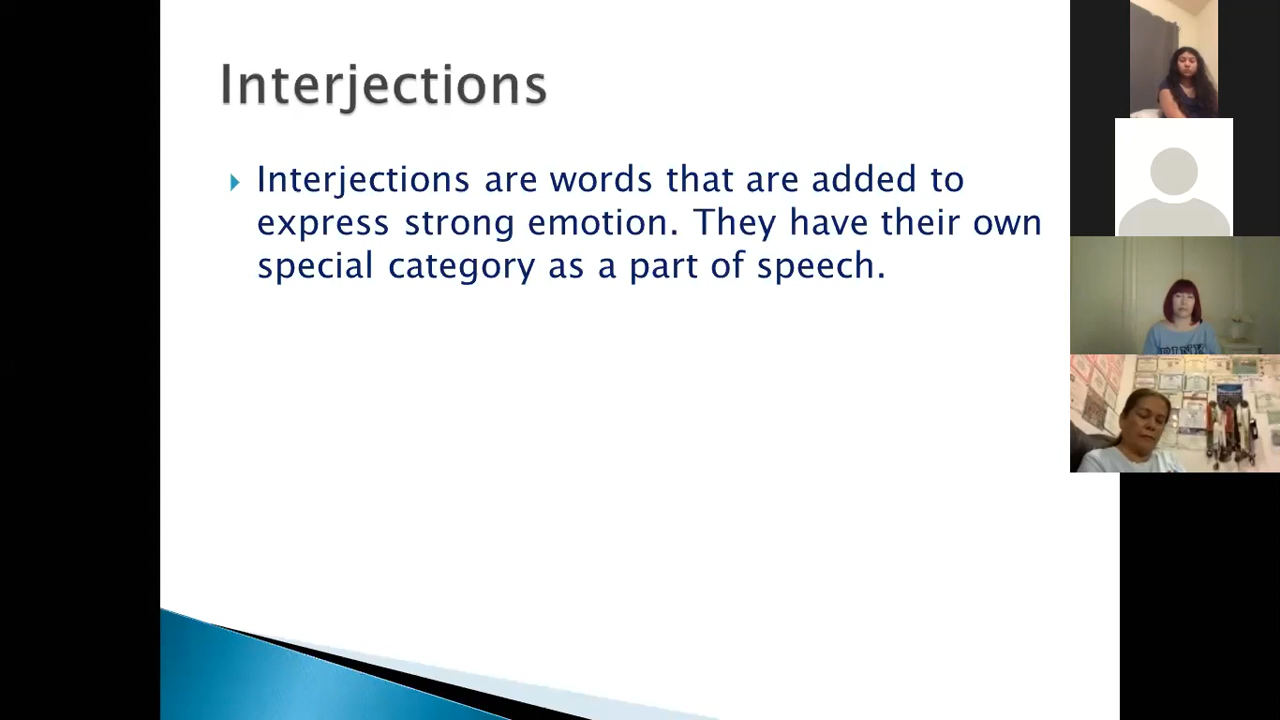 Interjections
Interjections are words that are added to
express strong emotion. They have their own
special category as a part of speech.
PINK